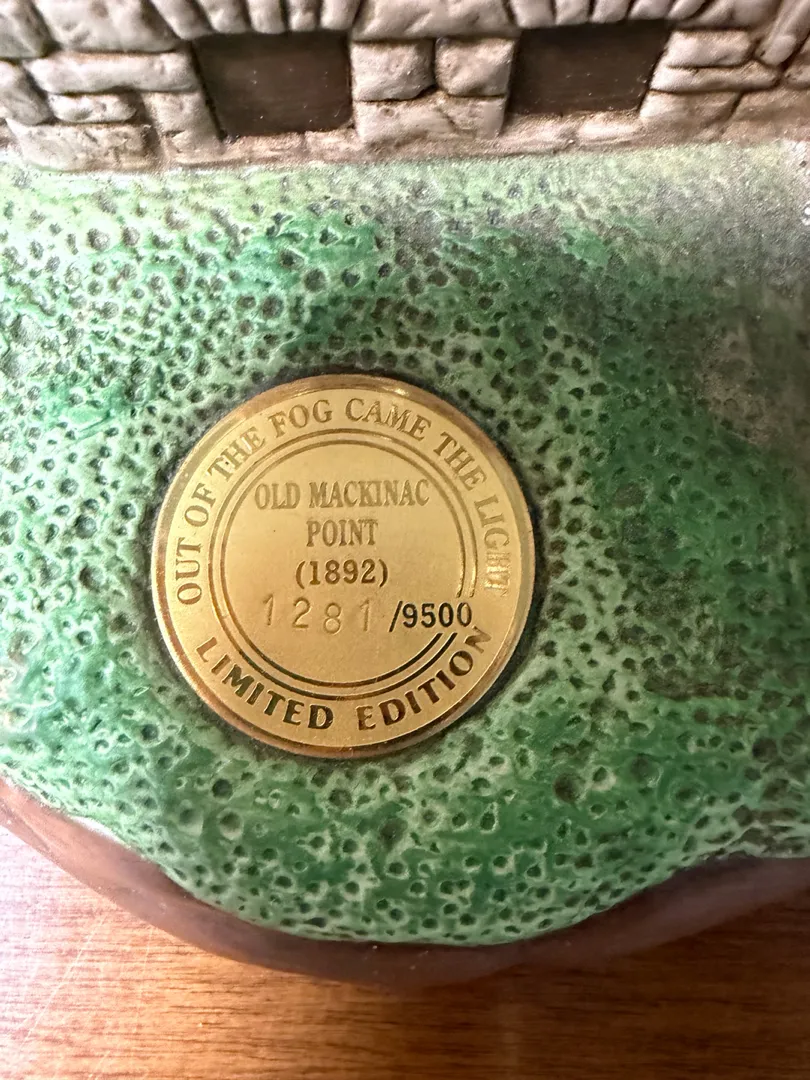 OUT OF THE FOG CAME THE LIGHT
OLD MACKINAC
POINT
(1892)
1281/9500
LIMITED EDITION